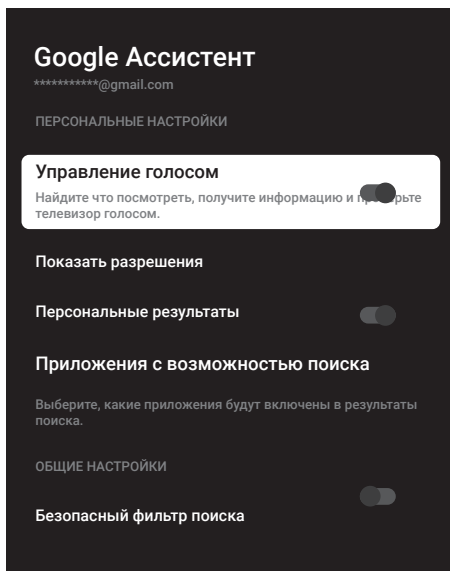 Google Ассистент
***********@gmail.com
ПЕРСОНАЛЬНЫЕ НАСТРОЙКИ
Управление голосом
Найдите что посмотреть, получите информацию и
телевизор голосом.
Показать разрешения
Персональные результаты
Приложения с возможностью поиска
Выберите, какие приложения будут включены в результаты
поиска.
ОБЩИЕ НАСТРОЙКИ
Безопасный фильтр поиска